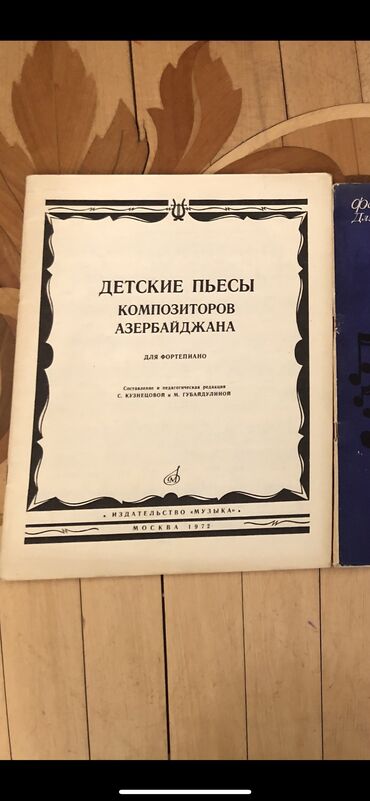 ДЕТСКИЕ ПЬЕСЫ
КОМПОЗИТОРОВ
АЗЕРБАЙДЖАНА
ДЛЯ ФОРТЕПИАНО
Составление и педагогическая редакция
С. КУЗНЕЦОВОЙ и М. ГУБАЙДУЛИНОЙ
ИЗДАТЕЛЬСТВО «МУЗЫКА»
МОСКВА 1972